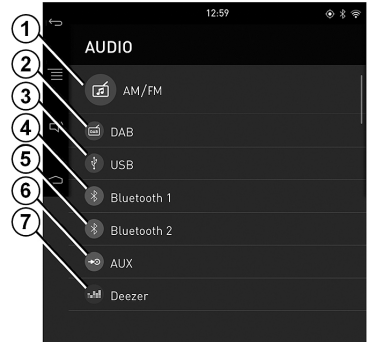 12:59
AUDIO
1
AM/FM
2
DAB
3
USB
4
Bluetooth 1
5
Bluetooth 2
6
AUX
7
Deezer